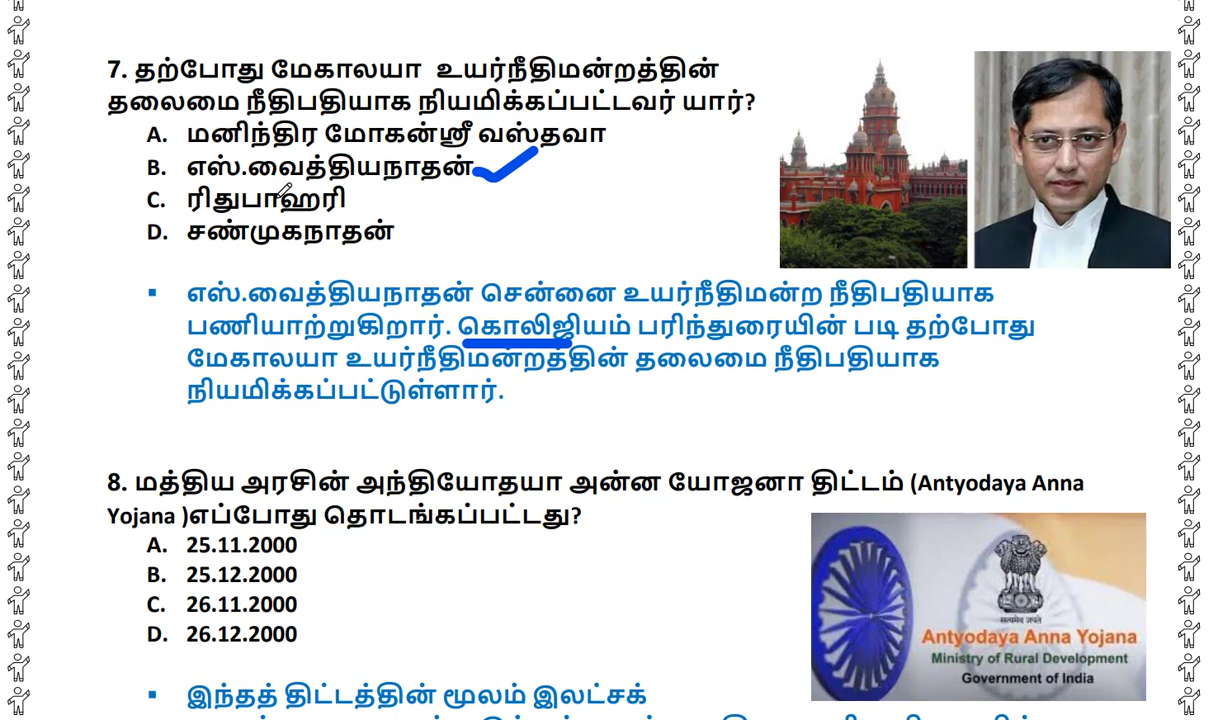 7. தற்போது மேகாலயா உயர்நீதிமன்றத்தின்
தலைமை நீதிபதியாக நியமிக்கப்பட்டவர் யார்?
A. மனிந்திர மோகன்ஸ்ரீ வஸ்தவா
B. எஸ்.வைத்தியநாதன்
C. ரிதுபாஹரி
D. சண்முகநாதன்
▪ எஸ்.வைத்தியநாதன் சென்னை உயர்நீதிமன்ற நீதிபதியாக
பணியாற்றுகிறார். கொலிஜியம் பரிந்துரையின் படி தற்போது
மேகாலயா உயர்நீதிமன்றத்தின் தலைமை நீதிபதியாக
நியமிக்கப்பட்டுள்ளார்.
8. மத்திய அரசின் அந்தியோதயா அன்ன யோஜனா திட்டம் (Antyodaya Anna
Yojana )எப்போது தொடங்கப்பட்டது?
A. 25.11.2000
B. 25.12.2000
C. 26.11.2000
D. 26.12.2000
सत्यमेव जयते
Antyodaya Anna Yojana
Ministry of Rural Development
Government of India
▪ இந்தத் திட்டத்தின் மூலம் இலட்சக்